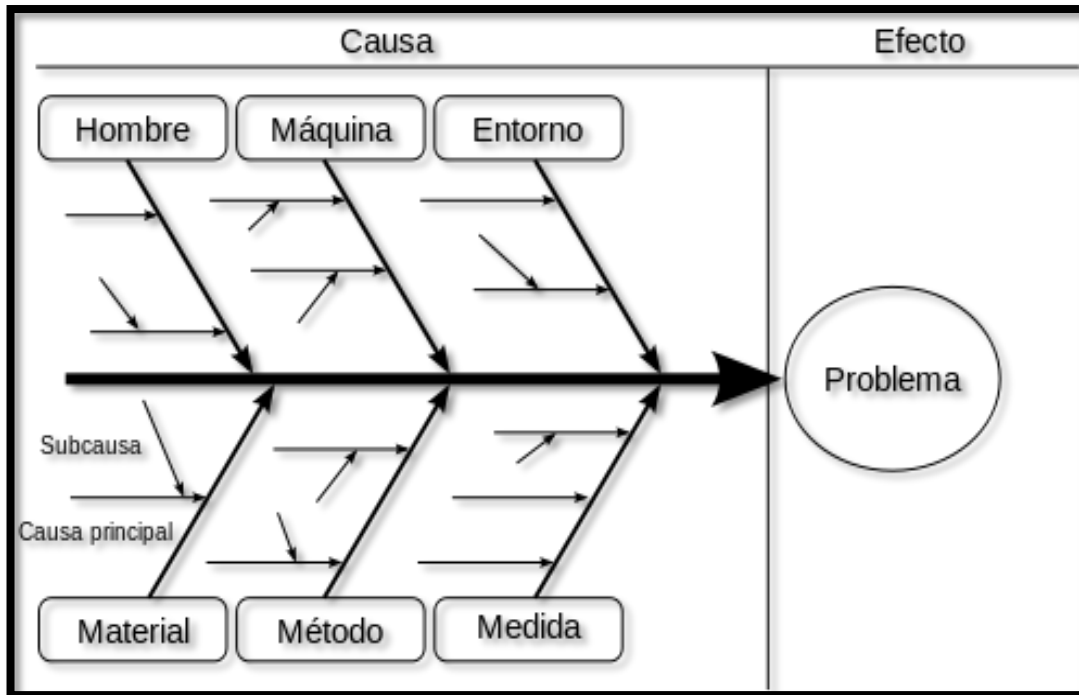 Causa
Efecto
Hombre
Máquina
Entorno
Problema
Subcausa
Causa principal
Material
Método
Medida